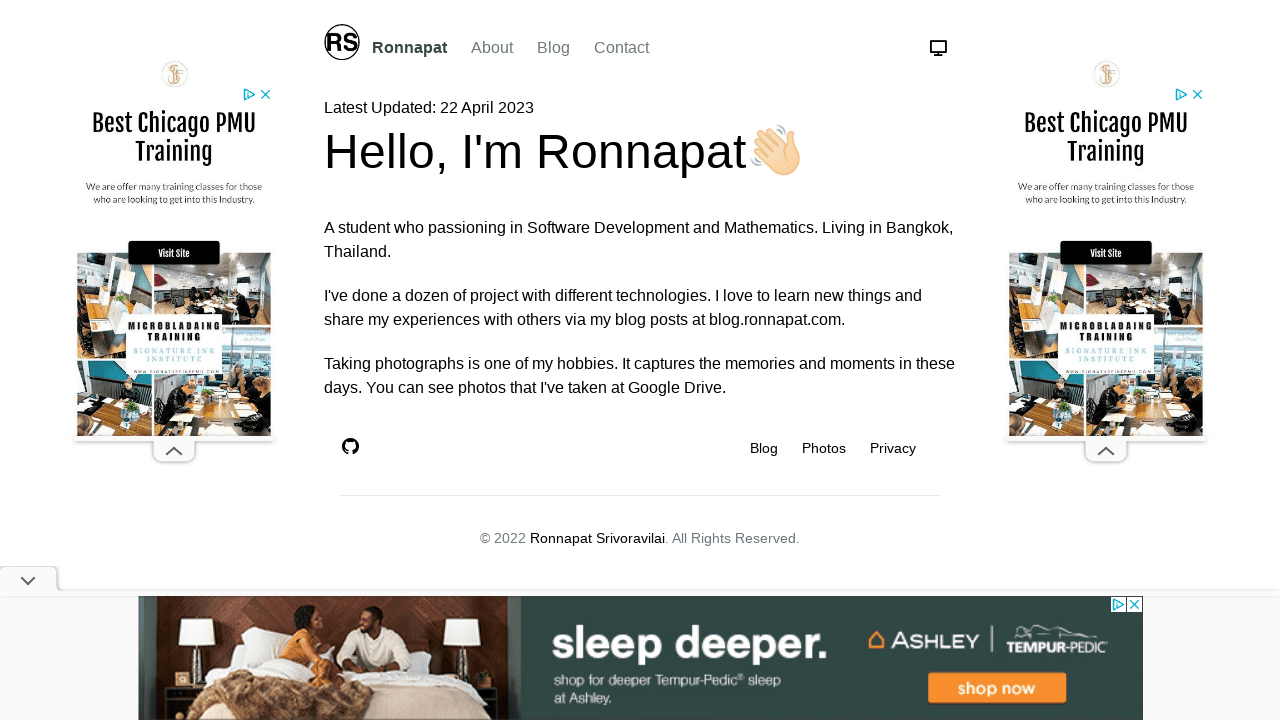 RS
Ronnapat
About
Blog
Contact
Latest Updated: 22 April 2023
Hello, I'm Ronnapat
A student who passioning in Software Development and Mathematics. Living in Bangkok,
Thailand.
I've done a dozen of project with different technologies. I love to learn new things and
share my experiences with others via my blog posts at blog.ronnapat.com.
Taking photographs is one of my hobbies. It captures the memories and moments in these
days. You can see photos that I've taken at Google Drive.
Blog
Photos
Privacy
© 2022 Ronnapat Srivoravilai. All Rights Reserved.
Best Chicago PMU
Training
We are offer many training classes for those
who are looking to get into this Industry.
Visit Site
MICROBLADAING
TRAINING
SIGNATURE INK
INSTITUTE
WWW.SIGNATUREINKPMU.COM
Best Chicago PMU
Training
We are offer many training classes for those
who are looking to get into this Industry.
Visit Site
MICROBLADAING
TRAINING
SIGNATURE INK
INSTITUTE
WWW.SIGNATUREINKPMU.COM
sleep deeper.
shop for deeper Tempur-Pedic® sleep
at Ashley.
ASHLEY
TEMPUR-PEDIC
shop now